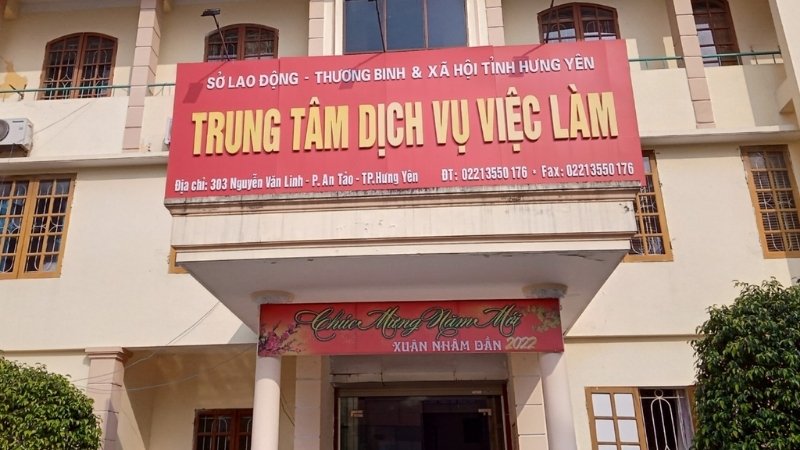 SỞ LAO ĐỘNG - THƯƠNG BINH & XÃ HỘI TỈNH HƯNG YÊN
TRUNG TÂM DỊCH VỤ VIỆC LÀM
Địa chỉ: 303 Nguyễn Văn Linh - P. An Tảo - TP.Hưng Yên ĐT: 02213550 176 • Fax: 02213550 176
Chúc Mừng Năm Mới
XUÂN NHÂM DẦN 2022